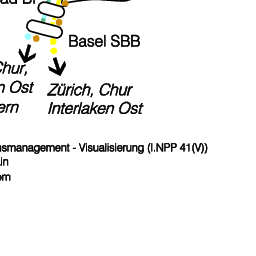 ad Bf
Basel SBB
Chur,
n Ost
ern
Zürich, Chur
Interlaken Ost
smanagement - Visualisierung (I.NPP 41(V))
in
em